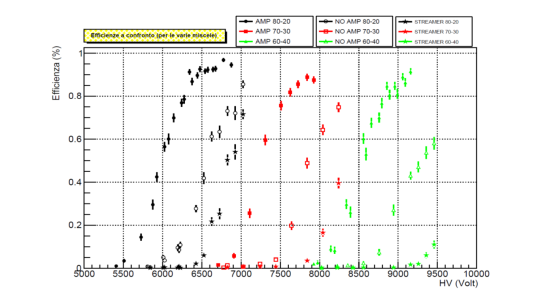 AMP 80-20 NO AMP 80-20 STREAMER 80-20
AMP 70-30 NO AMP 70-30 STREAMER 70-30
AMP 60-40 NO AMP 60-40 STREAMER 60-40
Efficienze a confronto (per le varie miscele)
Efficienza (%)
1
0.8
0.6
0.4
0.2
0
5000 5500 6000 6500 7000 7500 8000 8500 9000 9500 10000
HV (Volt)